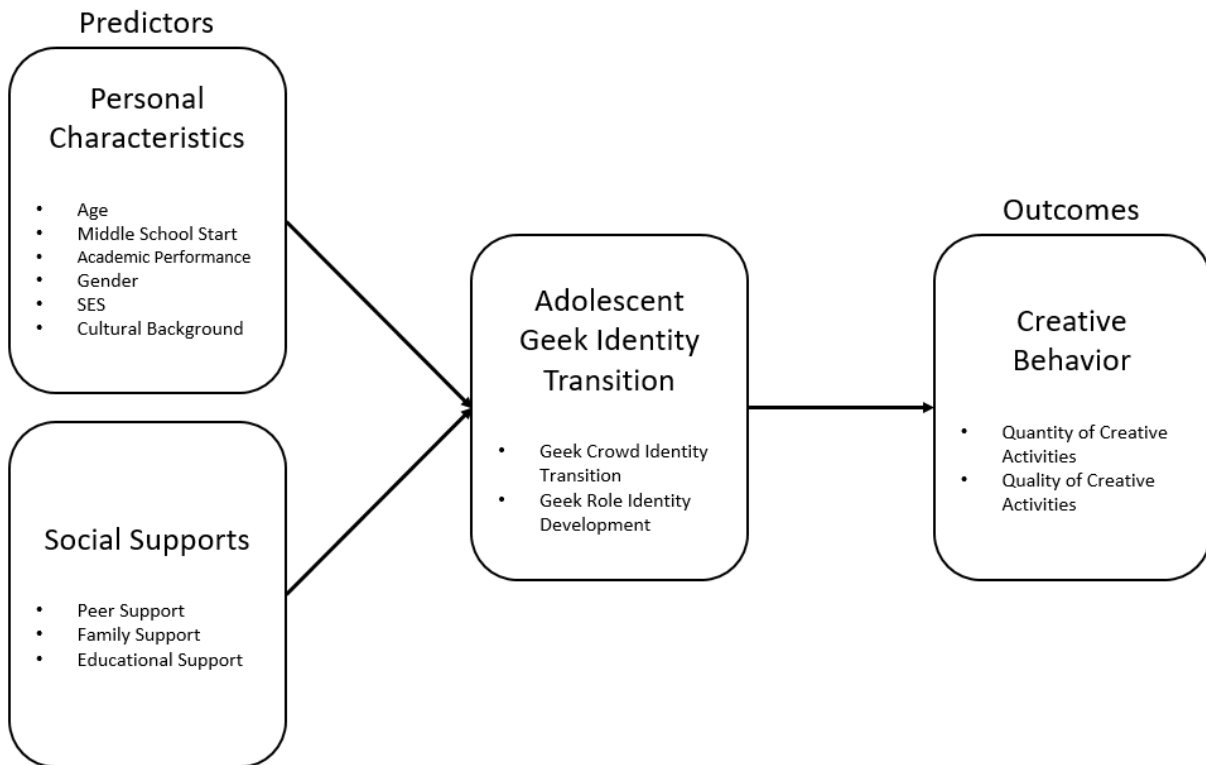 Predictors
Personal
Characteristics
• Age
• Middle School Start
• Academic Performance
• Gender
• SES
• Cultural Background
Social Supports
• Peer Support
• Family Support
• Educational Support
Adolescent
Geek Identity
Transition
• Geek Crowd Identity
Transition
• Geek Role Identity
Development
Outcomes
Creative
Behavior
• Quantity of Creative
Activities
• Quality of Creative
Activities